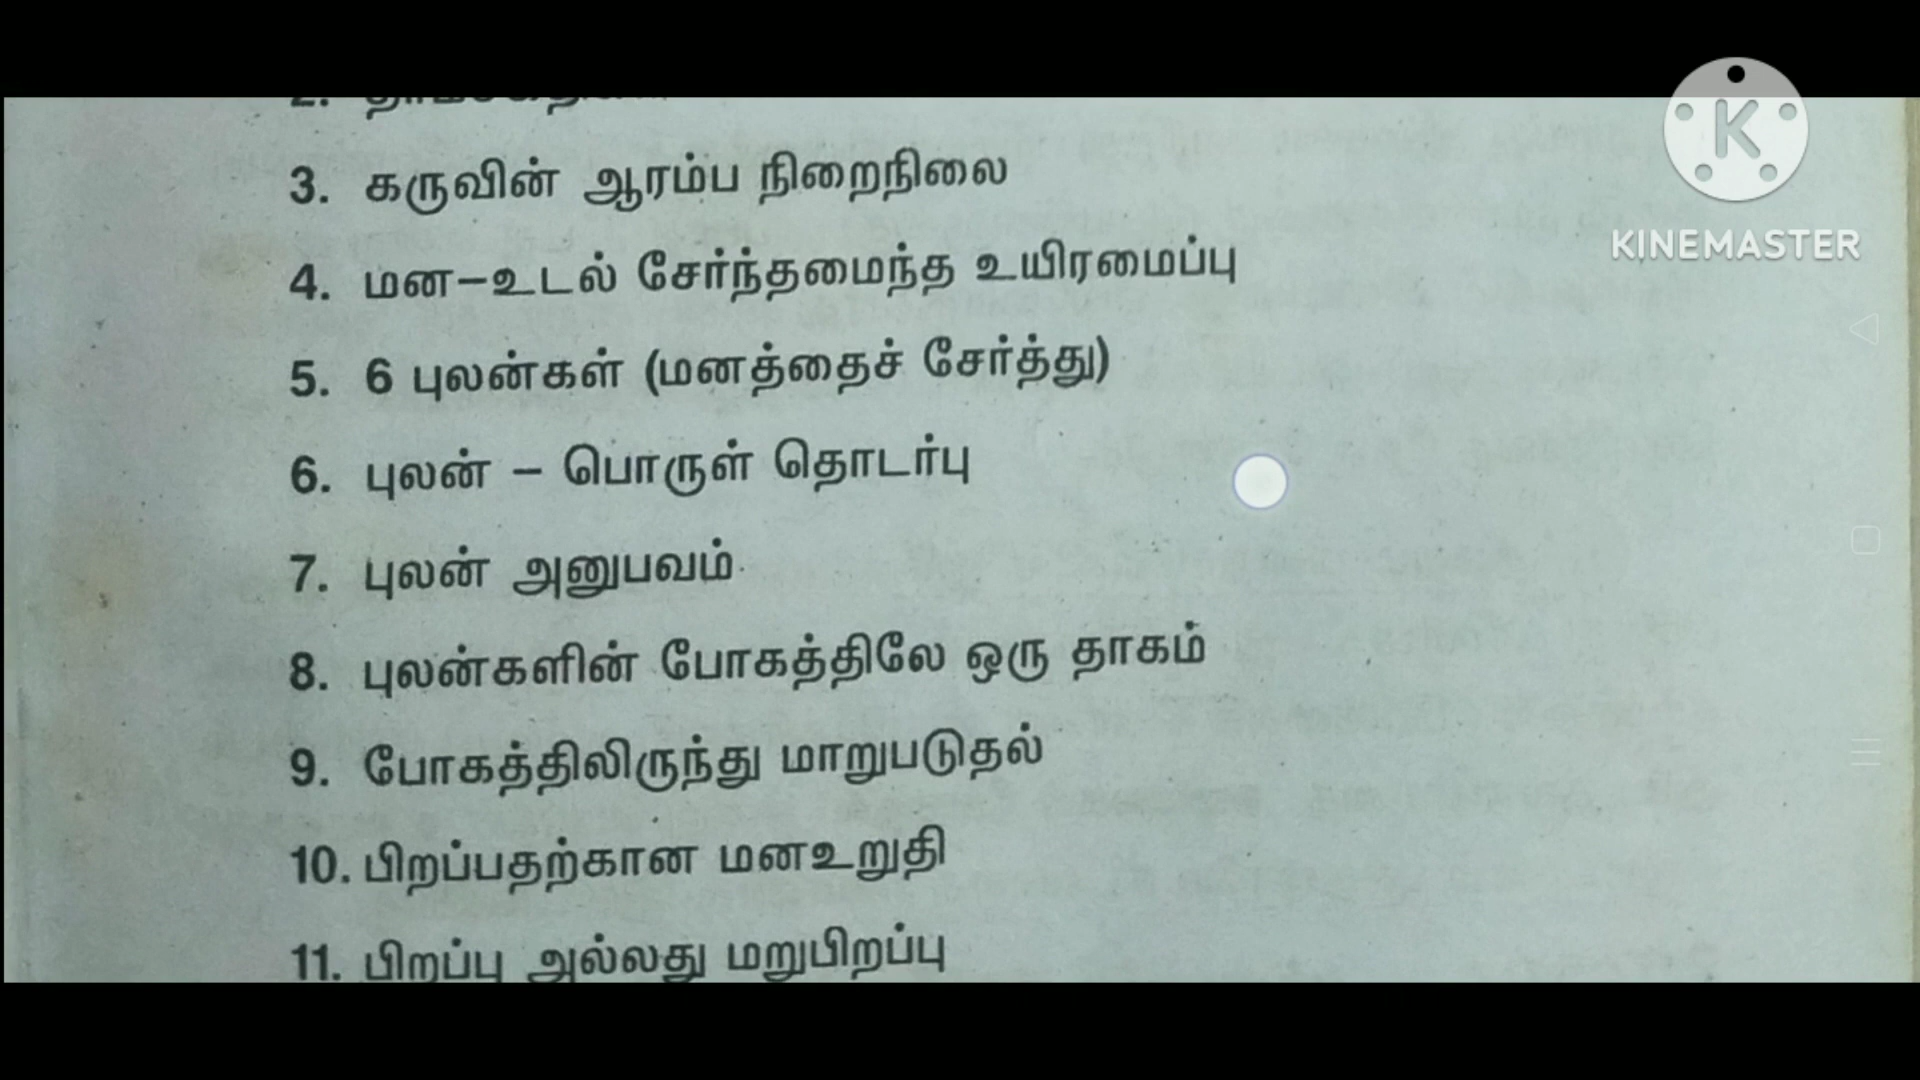 2.
3. கருவின் ஆரம்ப நிறைநிலை
4. மன–உடல் சேர்ந்தமைந்த உயிரமைப்பு
5. 6 புலன்கள் (மனத்தைச் சேர்த்து)
6. புலன் – பொருள் தொடர்பு
7. புலன் அனுபவம்
8. புலன்களின் போகத்திலே ஒரு தாகம்
9. போகத்திலிருந்து மாறுபடுதல்
10. பிறப்பதற்கான மனஉறுதி
11. பிறப்பு அல்லது மறுபிறப்பு
K
KINEMASTER